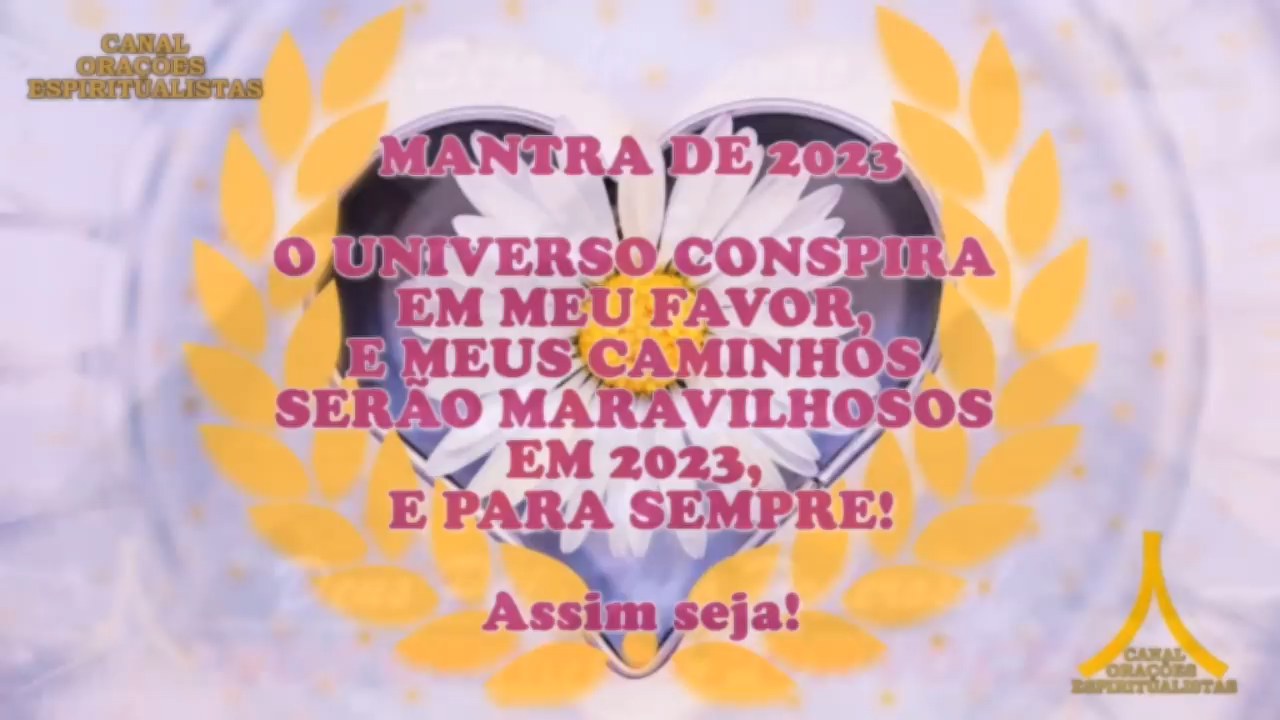 CANAL
ORAÇÕES
ESPIRITUALISTAS
MANTRA DE 2023
O UNIVERSO CONSPIRA
EM MEU FAVOR,
E MEUS CAMINHOS
SERÃO MARAVILHOSOS
EM 2023,
E PARA SEMPRE!
Assim seja!
CANAL
ORAÇÕES
ESPIRITUALISTAS